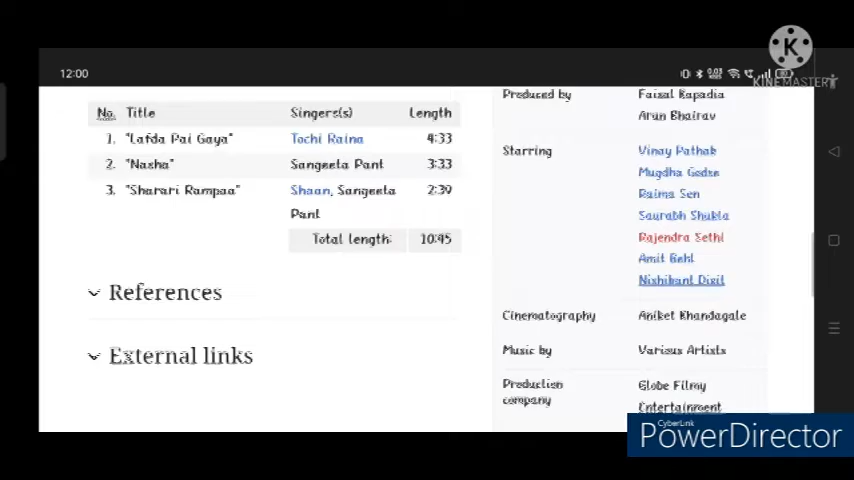 12:00
KINEMASTER
No. Title Singers(s) Length
1. "Lafda Pai Gaya" Tochi Raina 4:33
2. "Nasha" Sangeeta Pant 3:33
3. "Sharari Rampaa" Shaan, Sangeeta Pant 2:39
Total length: 10:45
References
External links
Produced by Faizal Kapadia
Arun Bhairav
Starring Vinay Pathak
Mugdha Godse
Raima Sen
Saurabh Shukla
Rajendra Sethi
Amit Behl
Nishikant Dixit
Cinematography Aniket Khandagale
Music by Various Artists
Production company Globe Filmy Entertainment
CyberLink
PowerDirector